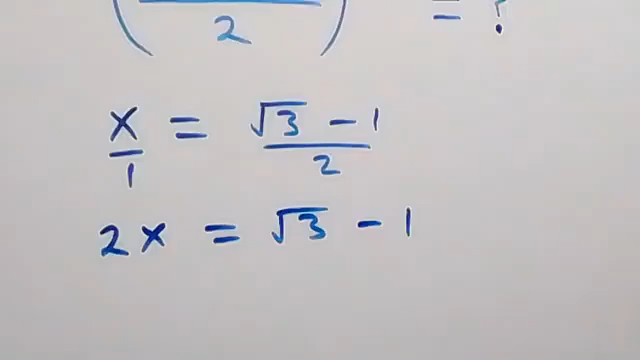 ( / 2 ) = ?
x/1 = (√3 - 1)/2
2x = √3 - 1